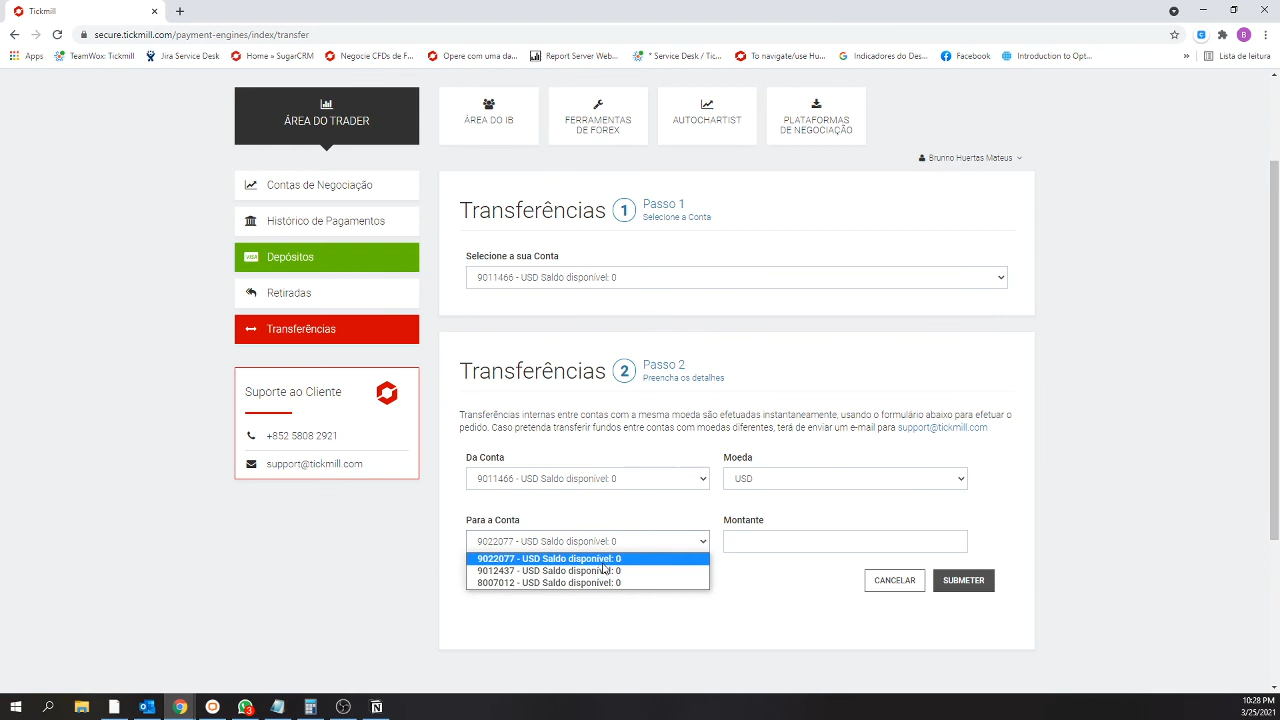 Tickmill
secure.tickmill.com/payment-engines/index/transfer
Apps
TeamWox: Tickmill
Jira Service Desk
Home » SugarCRM
Negocie CFDs de F...
Opere com uma da...
Report Server Web...
* Service Desk / Tic...
To navigate/use Hu...
Indicadores do Des...
Facebook
Introduction to Opt...
»
Lista de leitura
B
ÁREA DO TRADER
ÁREA DO IB
FERRAMENTAS
DE FOREX
AUTOCHARTIST
PLATAFORMAS
DE NEGOCIAÇÃO
Brunno Huertas Mateus
Contas de Negociação
Histórico de Pagamentos
VISA Depósitos
Retiradas
Transferências
Suporte ao Cliente
+852 5808 2921
support@tickmill.com
Transferências 1 Passo 1
Selecione a Conta
Selecione a sua Conta
9011466 - USD Saldo disponível: 0
Transferências 2 Passo 2
Preencha os detalhes
Transferências internas entre contas com a mesma moeda são efetuadas instantaneamente, usando o formulário abaixo para efetuar o
pedido. Caso pretenda transferir fundos entre contas com moedas diferentes, terá de enviar um e-mail para support@tickmill.com
Da Conta
9011466 - USD Saldo disponível: 0
Moeda
USD
Para a Conta
9022077 - USD Saldo disponível: 0
9022077 - USD Saldo disponível: 0
9012437 - USD Saldo disponível: 0
8007012 - USD Saldo disponível: 0
Montante
CANCELAR
SUBMETER
3
10:28 PM
3/25/2021